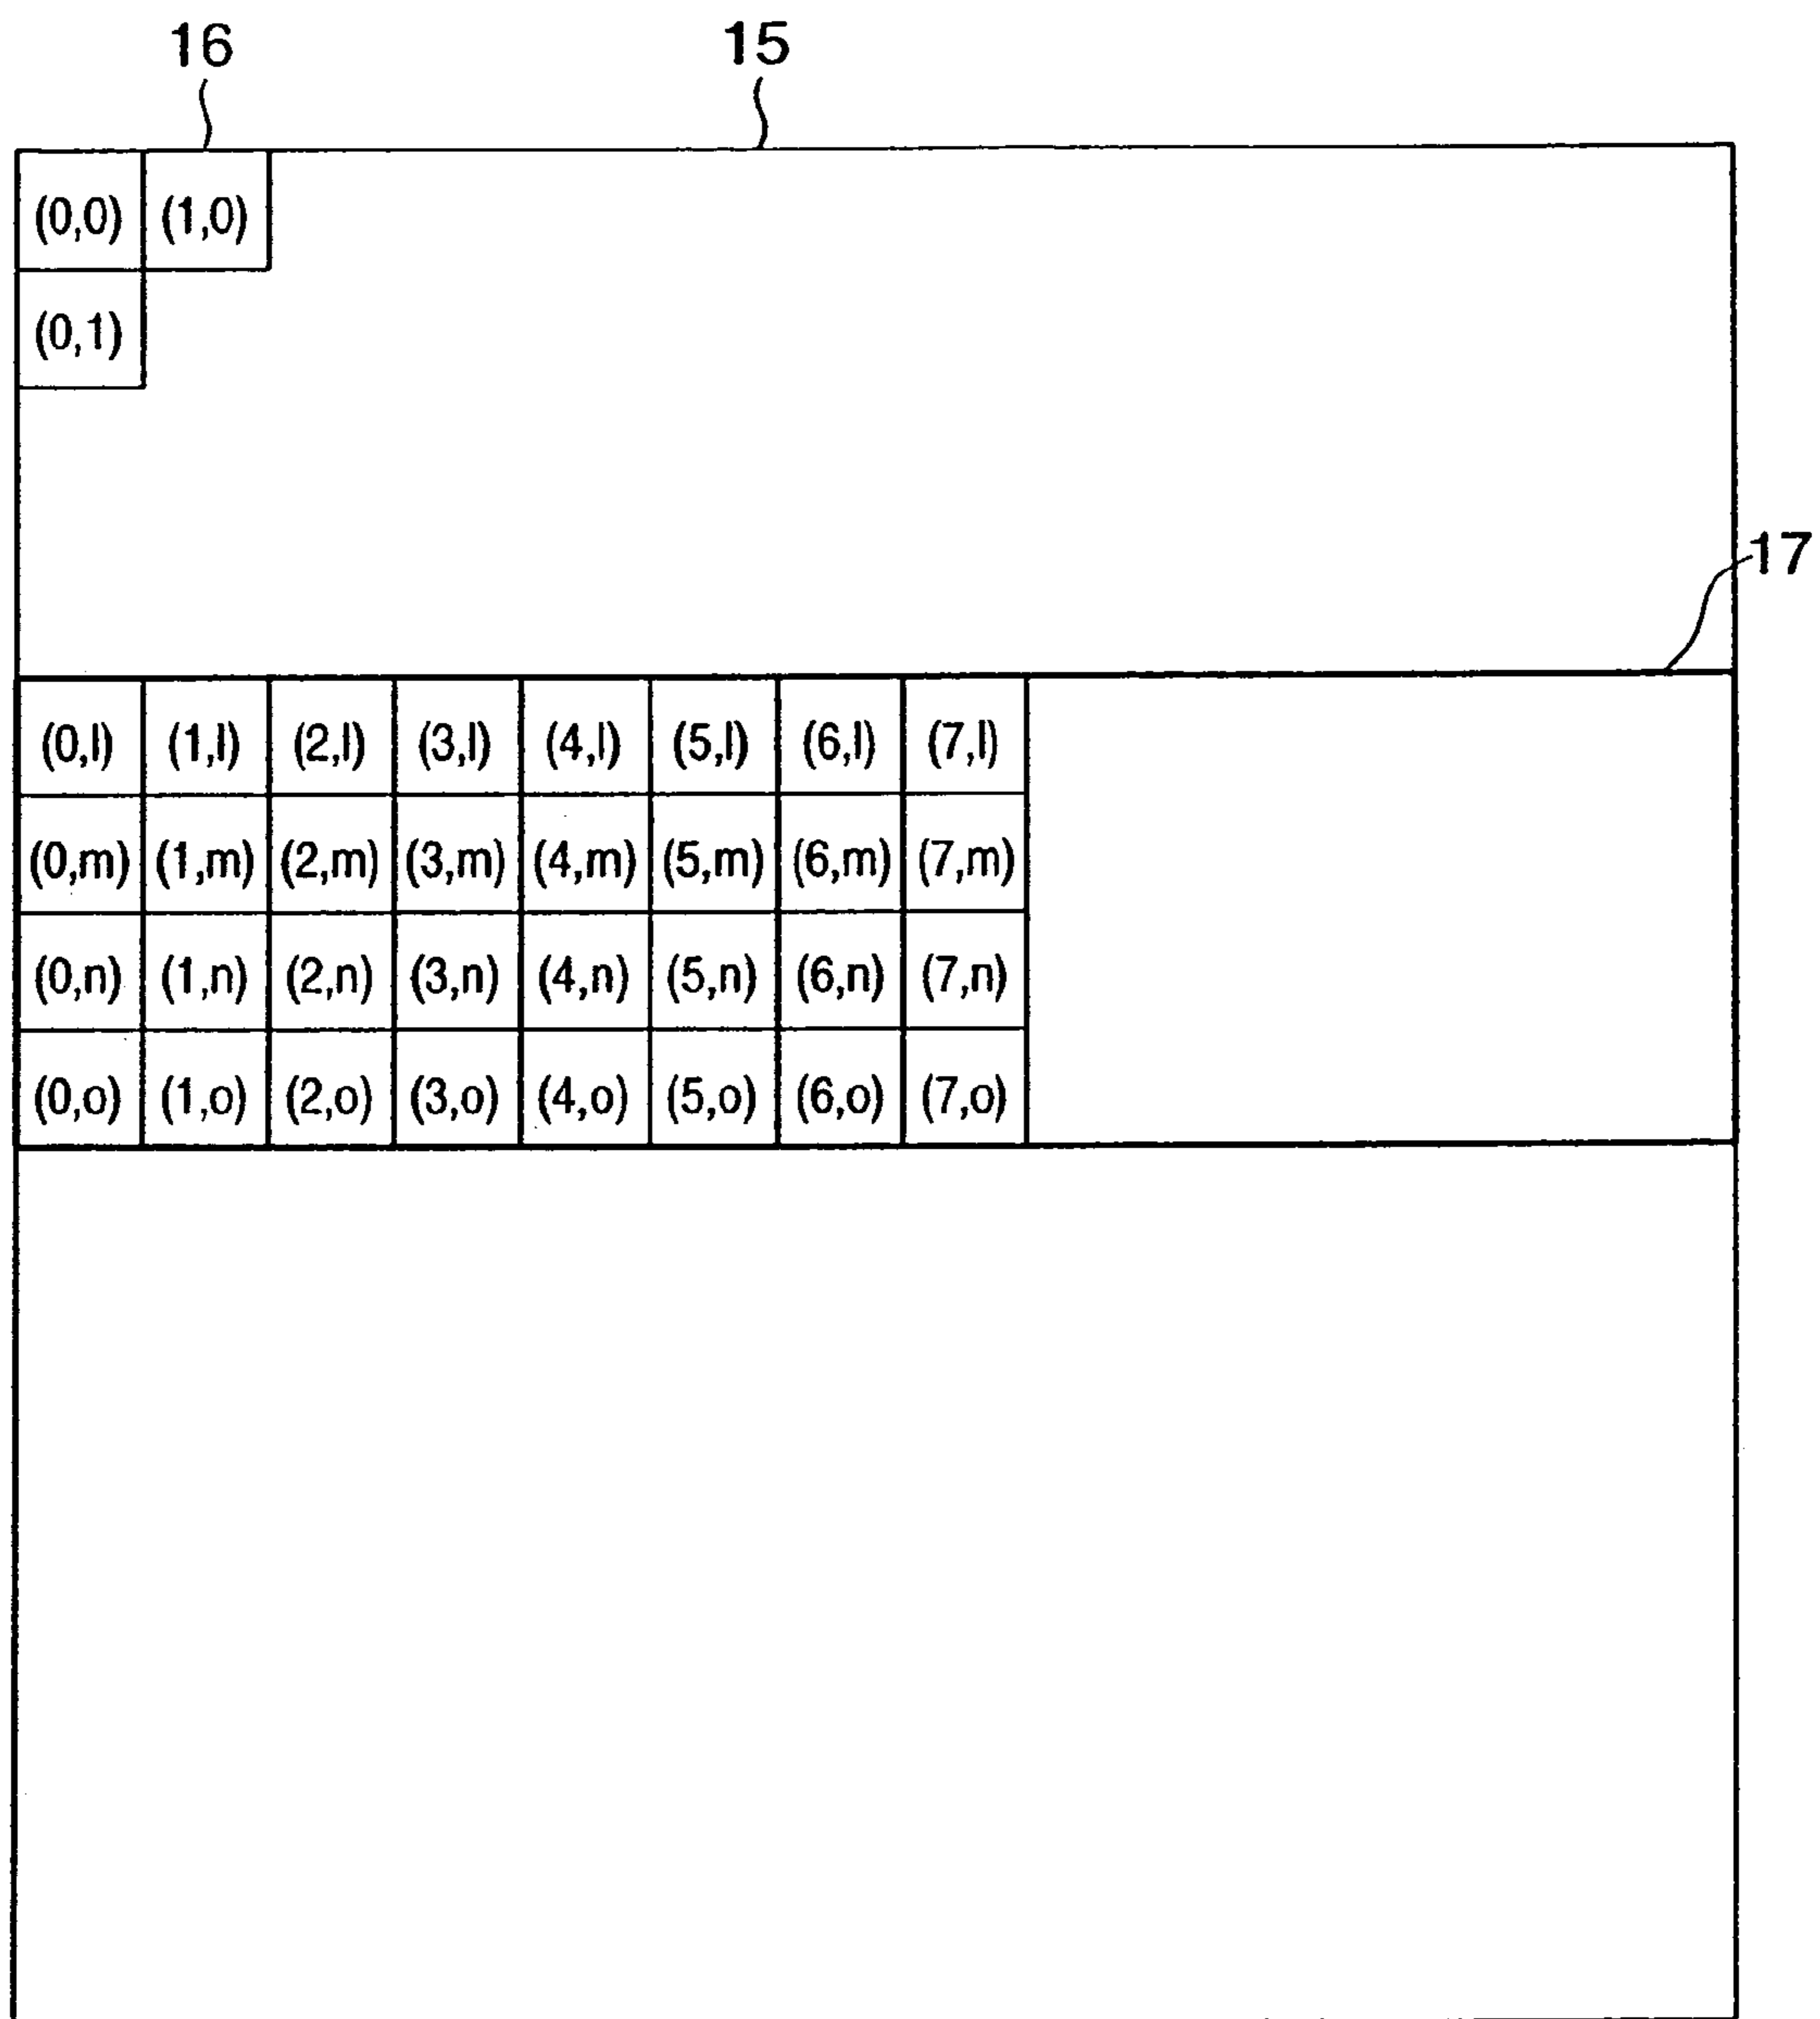 16 15
(0,0) (1,0)
(0,1)
17
(0,l) (1,l) (2,l) (3,l) (4,l) (5,l) (6,l) (7,l)
(0,m) (1,m) (2,m) (3,m) (4,m) (5,m) (6,m) (7,m)
(0,n) (1,n) (2,n) (3,n) (4,n) (5,n) (6,n) (7,n)
(0,o) (1,o) (2,o) (3,o) (4,o) (5,o) (6,o) (7,o)